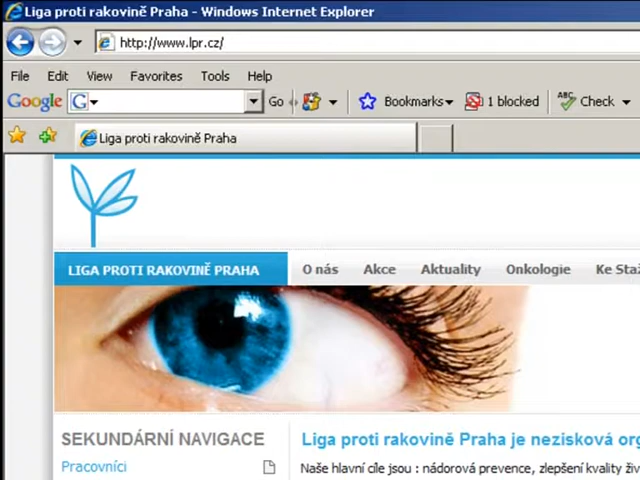 Liga proti rakovině Praha - Windows Internet Explorer
http://www.lpr.cz/
File Edit View Favorites Tools Help
Google G Go Bookmarks 1 blocked ABC Check
Liga proti rakovině Praha
LIGA PROTI RAKOVINĚ PRAHA O nás Akce Aktuality Onkologie Ke
SEKUNDÁRNÍ NAVIGACE
Liga proti rakovině Praha je nezisková
Pracovníci
Naše hlavní cíle jsou : nádorová prevence, zlepšení kvality